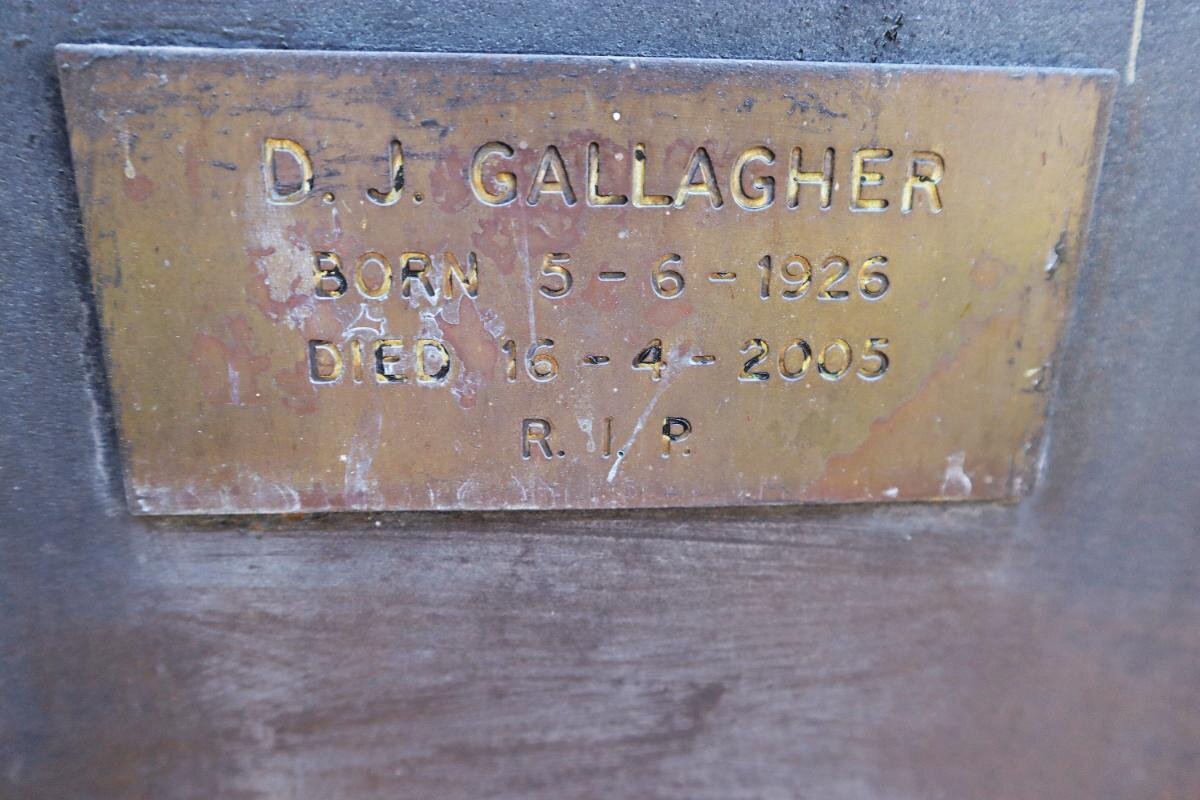 D. J. GALLAGHER
BORN 5-6-1926
DIED 16-4-2005
R. I. P.